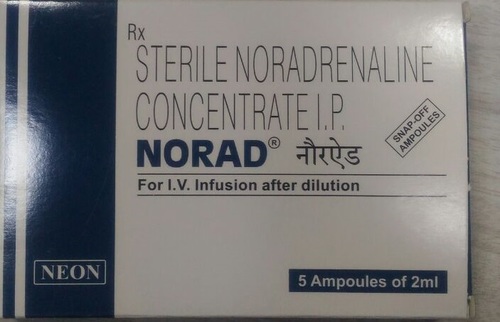 Rx
STERILE NORADRENALINE
CONCENTRATE I.P.
NORAD® नौरऐड
SNAP-OFF
AMPOULES
For I.V. Infusion after dilution
NEON
5 Ampoules of 2ml